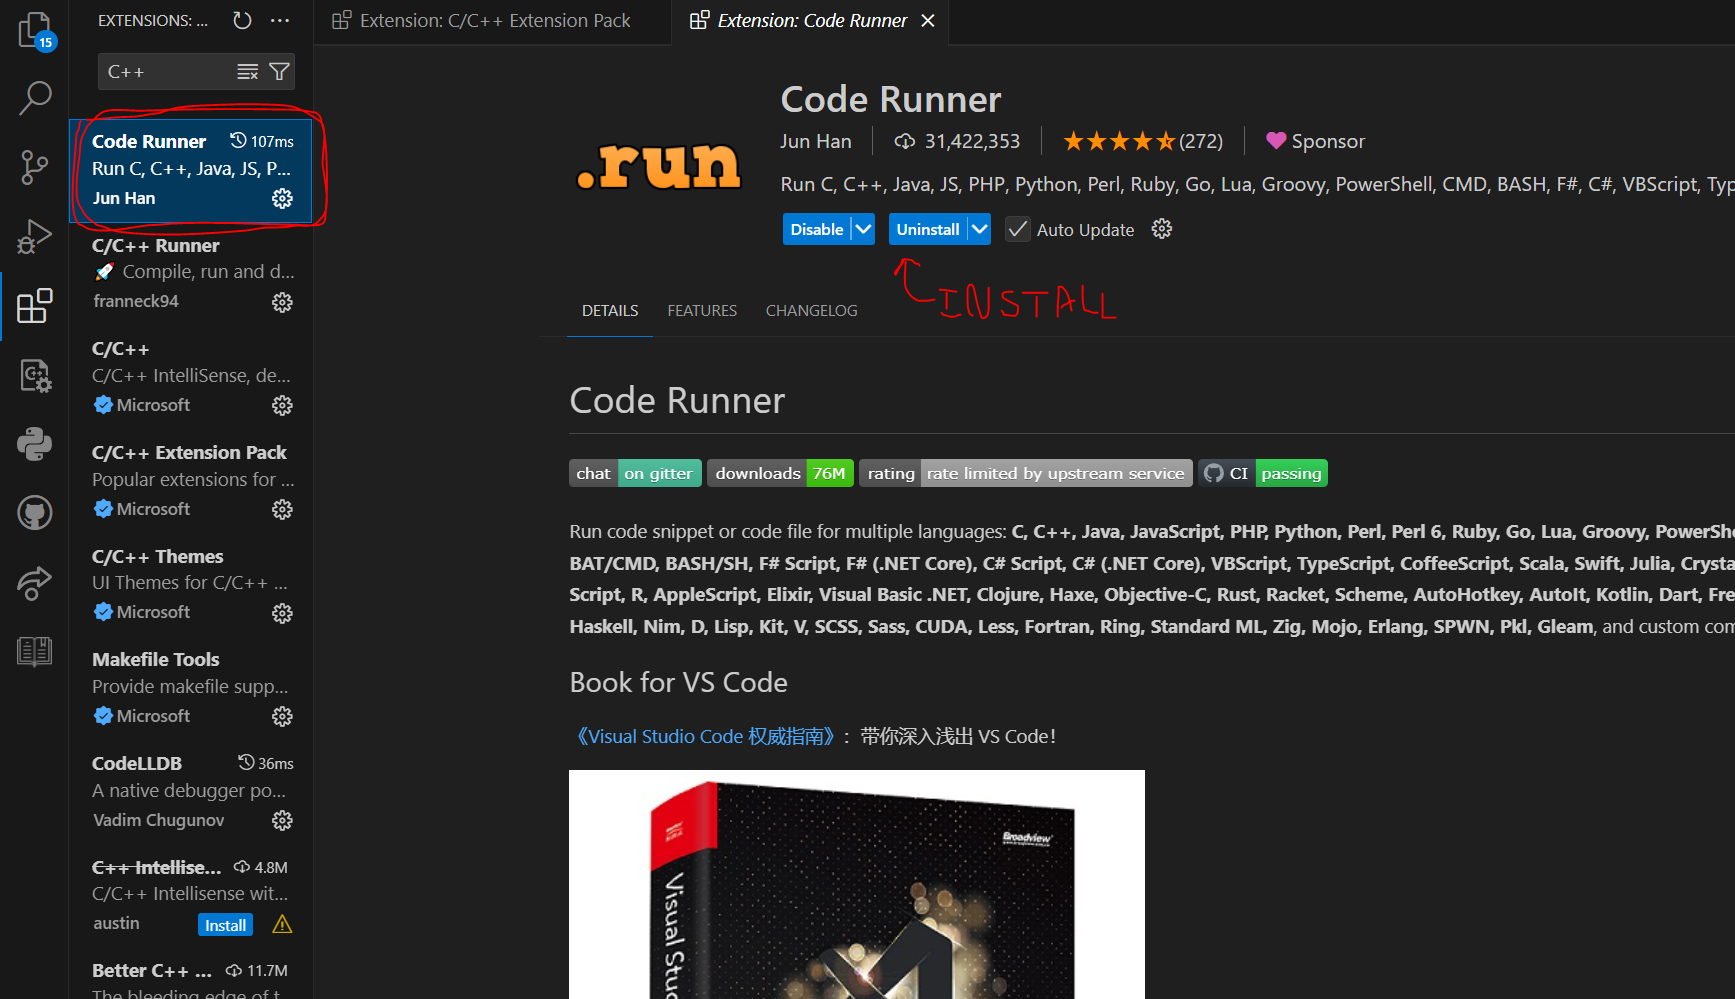 15
EXTENSIONS: ...
C++
Code Runner 107ms
Run C, C++, Java, JS, P...
Jun Han
C/C++ Runner
🚀 Compile, run and d...
franneck94
C/C++
C/C++ IntelliSense, de...
Microsoft
C/C++ Extension Pack
Popular extensions for ...
Microsoft
C/C++ Themes
UI Themes for C/C++ ...
Microsoft
Makefile Tools
Provide makefile supp...
Microsoft
CodeLLDB 36ms
A native debugger po...
Vadim Chugunov
C++ Intellise... 4.8M
C/C++ Intellisense wit...
austin Install
Better C++ ... 11.7M
The bleeding edge of t
Extension: C/C++ Extension Pack
Extension: Code Runner
.run
Code Runner
Jun Han 31,422,353 ★★★★★(272) Sponsor
Run C, C++, Java, JS, PHP, Python, Perl, Ruby, Go, Lua, Groovy, PowerShell, CMD, BASH, F#, C#, VBScript, Typ
Disable Uninstall Auto Update
INSTALL
DETAILS FEATURES CHANGELOG
Code Runner
chat on gitter downloads 76M rating rate limited by upstream service CI passing
Run code snippet or code file for multiple languages: C, C++, Java, JavaScript, PHP, Python, Perl, Perl 6, Ruby, Go, Lua, Groovy, PowerShe
BAT/CMD, BASH/SH, F# Script, F# (.NET Core), C# Script, C# (.NET Core), VBScript, TypeScript, CoffeeScript, Scala, Swift, Julia, Crysta
Script, R, AppleScript, Elixir, Visual Basic .NET, Clojure, Haxe, Objective-C, Rust, Racket, Scheme, AutoHotkey, AutoIt, Kotlin, Dart, Fre
Haskell, Nim, D, Lisp, Kit, V, SCSS, Sass, CUDA, Less, Fortran, Ring, Standard ML, Zig, Mojo, Erlang, SPWN, Pkl, Gleam, and custom com
Book for VS Code
《Visual Studio Code 权威指南》：带你深入浅出 VS Code！
Broadview
Visual Stu